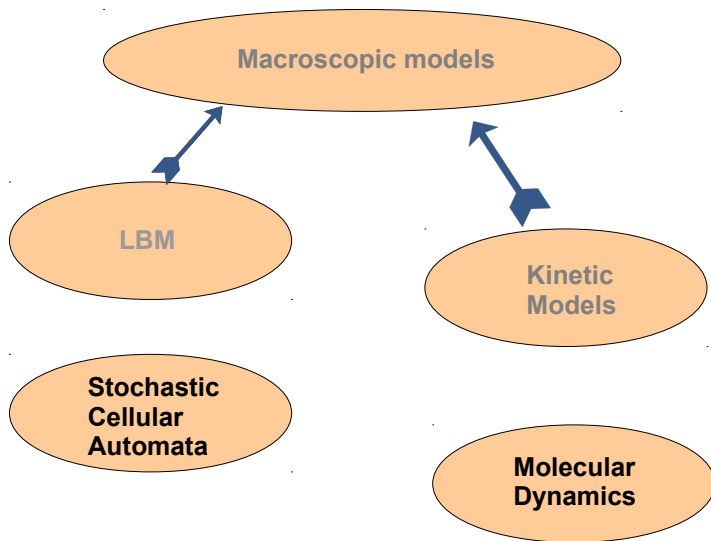 Macroscopic models
LBM
Kinetic
Models
Stochastic
Cellular
Automata
Molecular
Dynamics